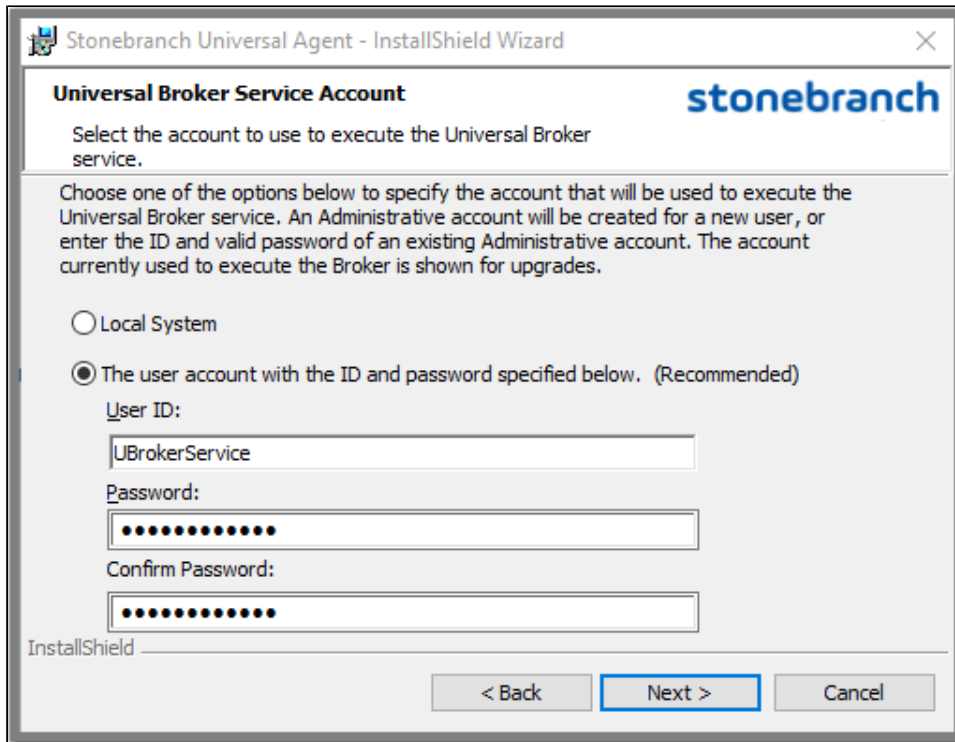 Stonebranch Universal Agent - InstallShield Wizard
Universal Broker Service Account
stonebranch
Select the account to use to execute the Universal Broker
service.
Choose one of the options below to specify the account that will be used to execute the
Universal Broker service. An Administrative account will be created for a new user, or
enter the ID and valid password of an existing Administrative account. The account
currently used to execute the Broker is shown for upgrades.
Local System
The user account with the ID and password specified below. (Recommended)
User ID:
UBrokerService
Password:
●●●●●●●●●●●●
Confirm Password:
●●●●●●●●●●●●
InstallShield
< Back
Next >
Cancel